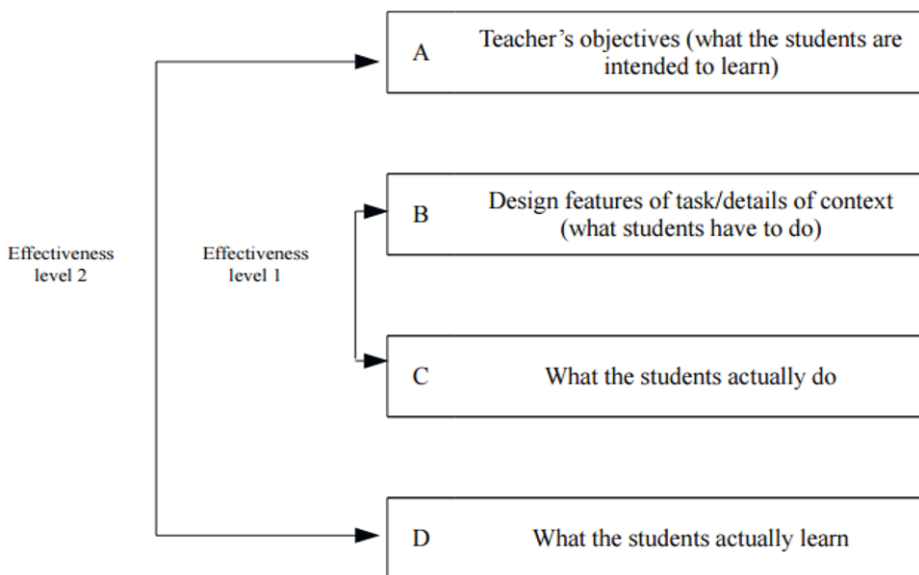 A
Teacher's objectives (what the students are
intended to learn)
B
Design features of task/details of context
(what students have to do)
Effectiveness
level 2
Effectiveness
level 1
C
What the students actually do
D
What the students actually learn